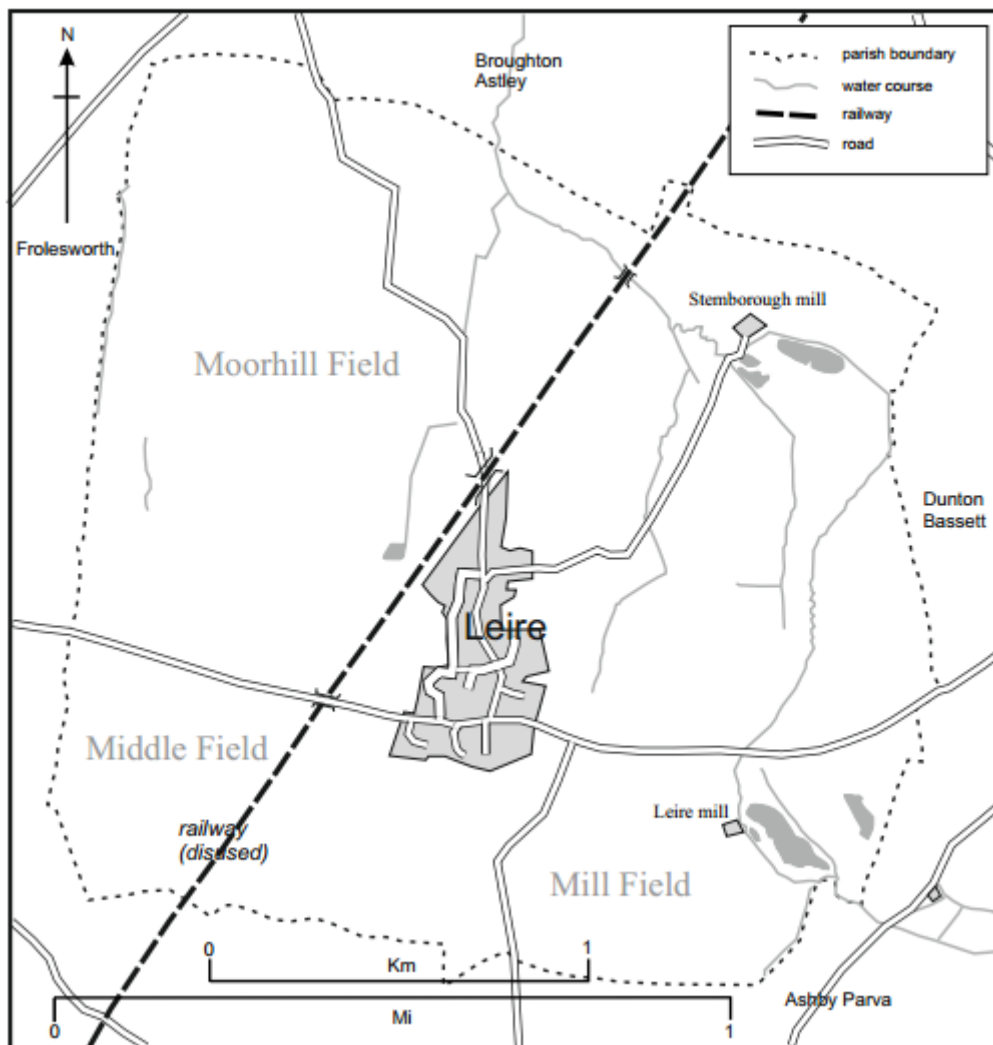 N
Broughton
Astley
parish boundary
water course
railway
road
Frolesworth
Stemborough mill
Moorhill Field
Dunton
Bassett
Leire
Middle Field
Leire mill
railway
(disused)
Mill Field
0
1
Km
Ashby Parva
Mi
0
1